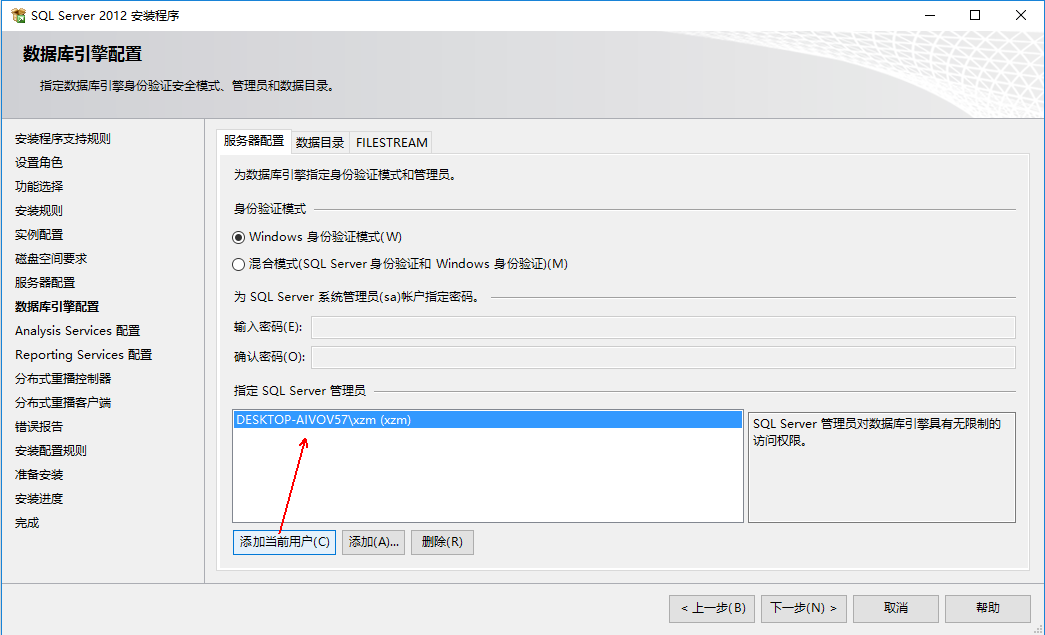 SQL Server 2012 安装程序
数据库引擎配置
指定数据库引擎身份验证安全模式、管理员和数据目录。
安装程序支持规则
设置角色
功能选择
安装规则
实例配置
磁盘空间要求
服务器配置
数据库引擎配置
Analysis Services 配置
Reporting Services 配置
分布式重播控制器
分布式重播客户端
错误报告
安装配置规则
准备安装
安装进度
完成
服务器配置 数据目录 FILESTREAM
为数据库引擎指定身份验证模式和管理员。
身份验证模式
Windows 身份验证模式(W)
混合模式(SQL Server 身份验证和 Windows 身份验证)(M)
为 SQL Server 系统管理员(sa)帐户指定密码。
输入密码(E):
确认密码(O):
指定 SQL Server 管理员
DESKTOP-AIVOV57\xzm (xzm)
SQL Server 管理员对数据库引擎具有无限制的
访问权限。
添加当前用户(C) 添加(A)... 删除(R)
< 上一步(B) 下一步(N) > 取消 帮助